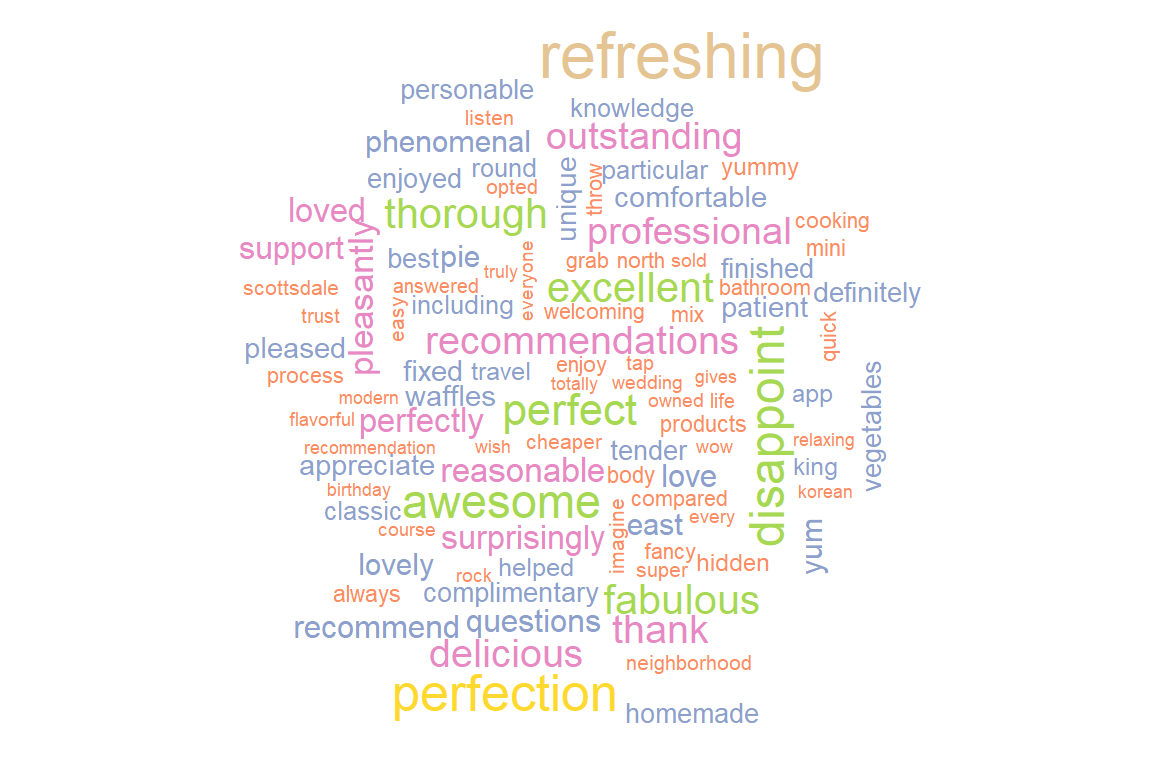 refreshing
personable
knowledge
listen
phenomenal
outstanding
enjoyed
round
opted
unique
throw
particular
yummy
comfortable
loved
thorough
professional
cooking
support
pleasantly
best
pie
truly
everyone
grab
north
sold
finished
mini
scottsdale
answered
excellent
bathroom
definitely
trust
easy
including
welcoming
mix
patient
quick
pleased
recommendations
disappoint
process
fixed
travel
enjoy
tap
totally
wedding
gives
modern
waffles
perfect
owned
life
app
vegetables
flavorful
perfectly
products
recommendation
wish
cheaper
tender
wow
relaxing
appreciate
reasonable
body
love
king
birthday
awesome
compared
korean
classic
course
surprisingly
imagine
east
every
yum
lovely
rock
helped
fancy
super
hidden
always
complimentary
fabulous
recommend
questions
thank
delicious
neighborhood
perfection
homemade